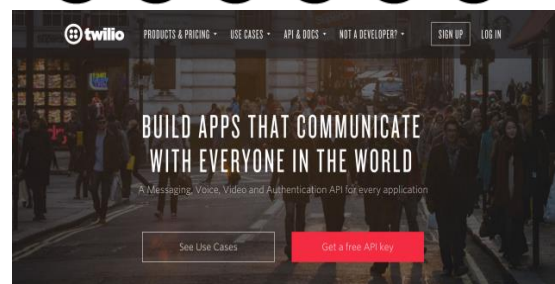 twilio PRODUCTS & PRICING USE CASES API & DOCS NOT A DEVELOPER? SIGN UP LOG IN
BUILD APPS THAT COMMUNICATE
WITH EVERYONE IN THE WORLD
A Messaging, Voice, Video and Authentication API for every application
See Use Cases Get a free API key